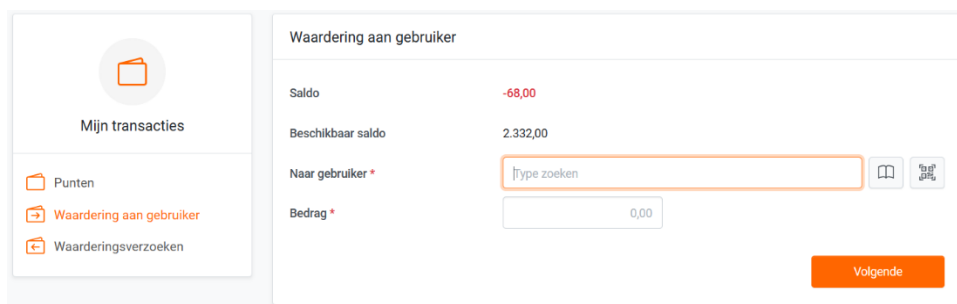 Mijn transacties
Punten
Waardering aan gebruiker
Waarderingsverzoeken
Waardering aan gebruiker
Saldo -68,00
Beschikbaar saldo 2.332,00
Naar gebruiker * Type zoeken
Bedrag * 0,00
Volgende